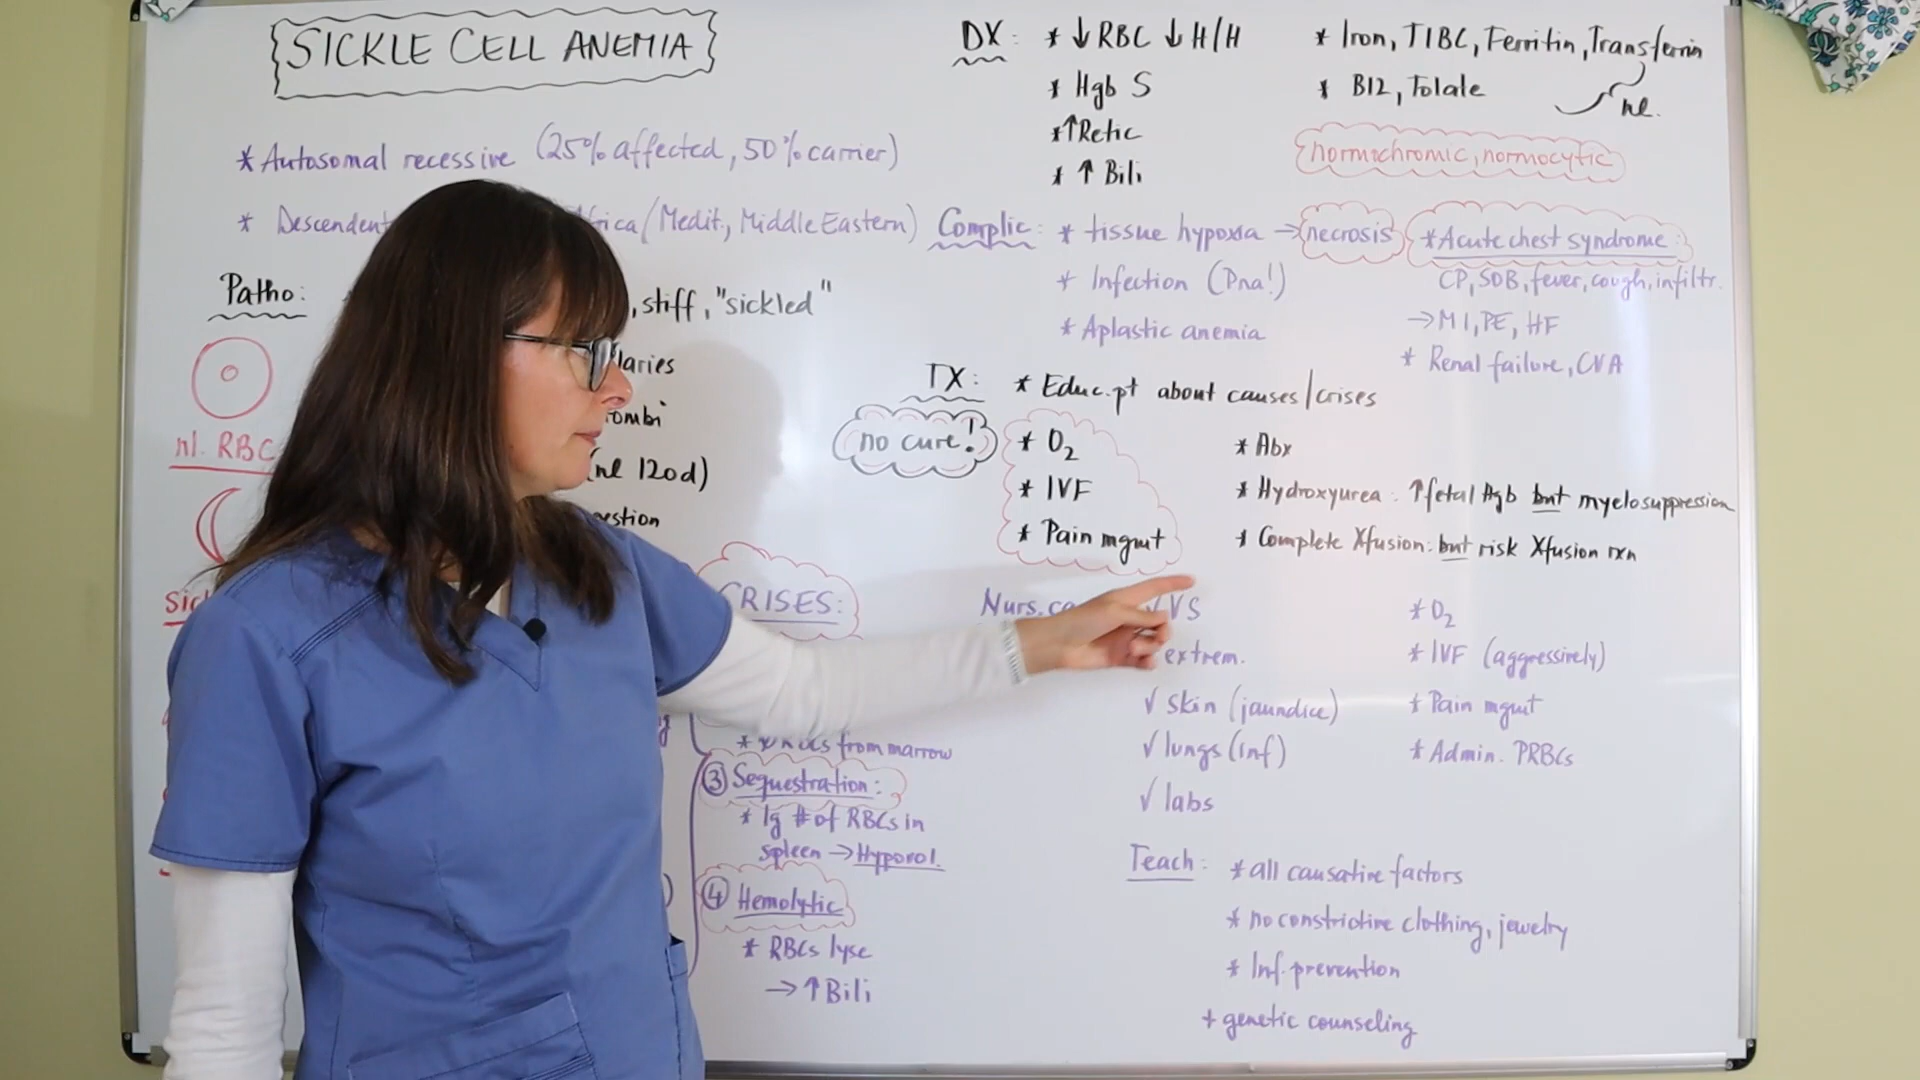 SICKLE CELL ANEMIA
* Autosomal recessive (25% affected, 50% carrier)
* Descendent frica (Medit., Middle Eastern)
Patho:
, stiff, "sickled"
laries
ombi
nl. RBC
(nl 120d)
estion
Sic
CRISES:
from marrow
③ Sequestration:
* lg # of RBCs in
spleen → Hypovol.
④ Hemolytic
* RBCs lyse
→ ↑ Bili
DX: * ↓ RBC ↓ H/H
* Hgb S
* ↑ Retic
* ↑ Bili
* Iron, TIBC, Ferritin, Transferrin
* B12, Folate
nl.
normochromic, normocytic
Complic: * tissue hypoxia → necrosis
* Infection (Pna!)
* Aplastic anemia
* Acute chest syndrome:
CP, SOB, fever, cough, infiltr.
→ MI, PE, HF
* Renal failure, CVA
TX: * Educ. pt about causes/crises
no cure!
* O2
* IVF
* Pain mgmt
* Abx
* Hydroxyurea: ↑ fetal Hgb but myelosuppression
* Complete Xfusion: but risk Xfusion rxn
Nurs. ca
√ VS
extrem.
√ skin (jaundice)
√ lungs (inf)
√ labs
* O2
* IVF (aggressively)
* Pain mgmt
* Admin. PRBCs
Teach: * all causative factors
* no constrictive clothing, jewelry
* Inf. prevention
+ genetic counseling